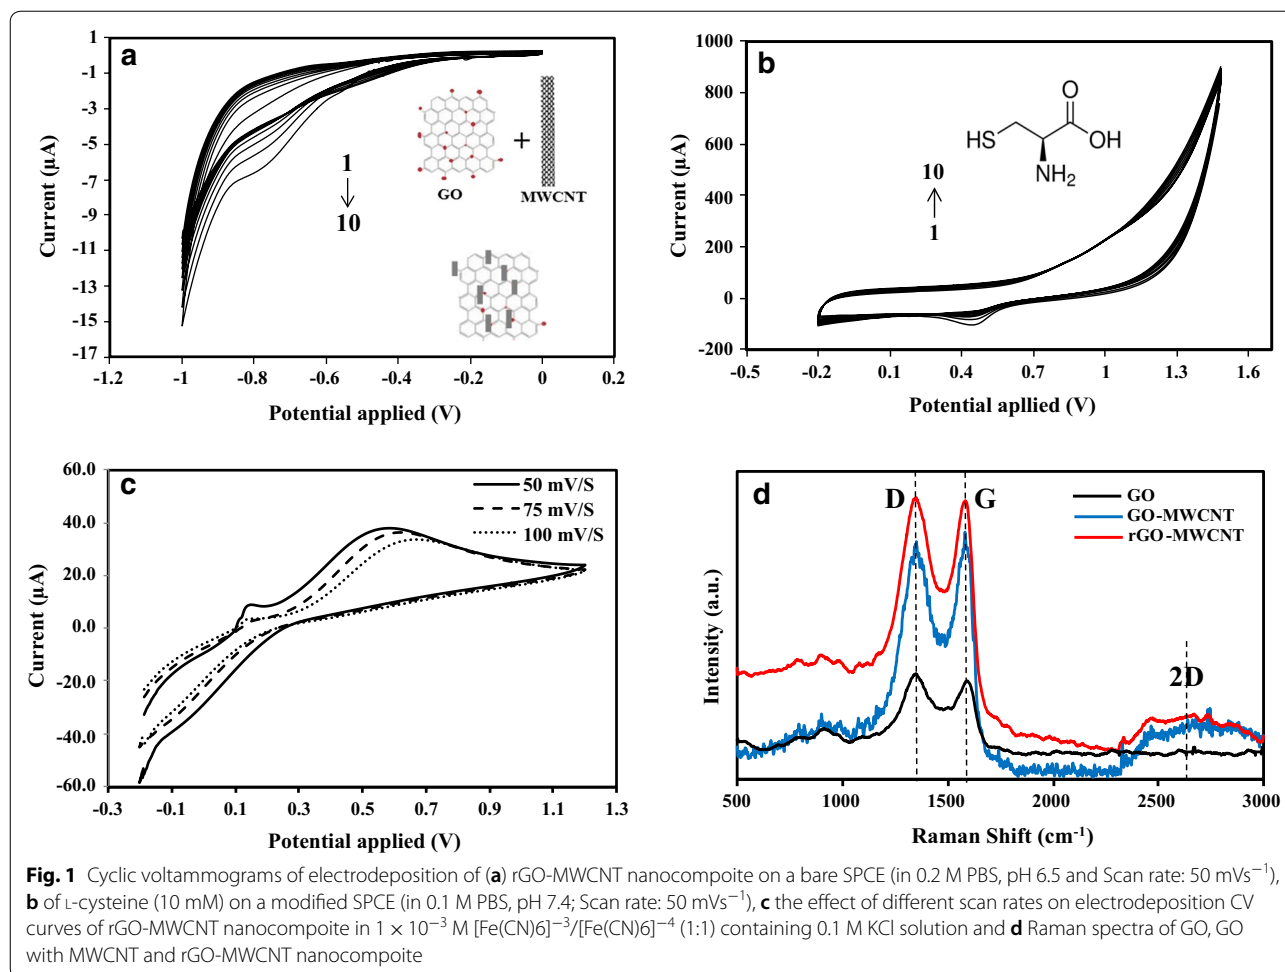 a
1
-1
-3
-5
-7
-9
-11
-13
-15
-17
Current (µA)
1
10
GO
+
MWCNT
-1.2
-1
-0.8
-0.6
-0.4
-0.2
0
0.2
Potential applied (V)
b
1000
800
600
400
200
0
-200
Current (µA)
10
1
O
HS
OH
NH2
-0.5
-0.2
0.1
0.4
0.7
1
1.3
1.6
Potential apllied (V)
c
60.0
40.0
20.0
0.0
-20.0
-40.0
-60.0
Current (µA)
50 mV/S
75 mV/S
100 mV/S
-0.3
-0.1
0.1
0.3
0.5
0.7
0.9
1.1
1.3
Potential applied (V)
d
D
G
2D
GO
GO-MWCNT
rGO-MWCNT
Intensity (a.u.)
500
1000
1500
2000
2500
3000
Raman Shift (cm-1)
Fig. 1 Cyclic voltammograms of electrodeposition of (a) rGO-MWCNT nanocompoite on a bare SPCE (in 0.2 M PBS, pH 6.5 and Scan rate: 50 mVs−1),
b of L-cysteine (10 mM) on a modified SPCE (in 0.1 M PBS, pH 7.4; Scan rate: 50 mVs−1), c the effect of different scan rates on electrodeposition CV
curves of rGO-MWCNT nanocompoite in 1 × 10−3 M [Fe(CN)6]−3/[Fe(CN)6]−4 (1:1) containing 0.1 M KCl solution and d Raman spectra of GO, GO
with MWCNT and rGO-MWCNT nanocompoite